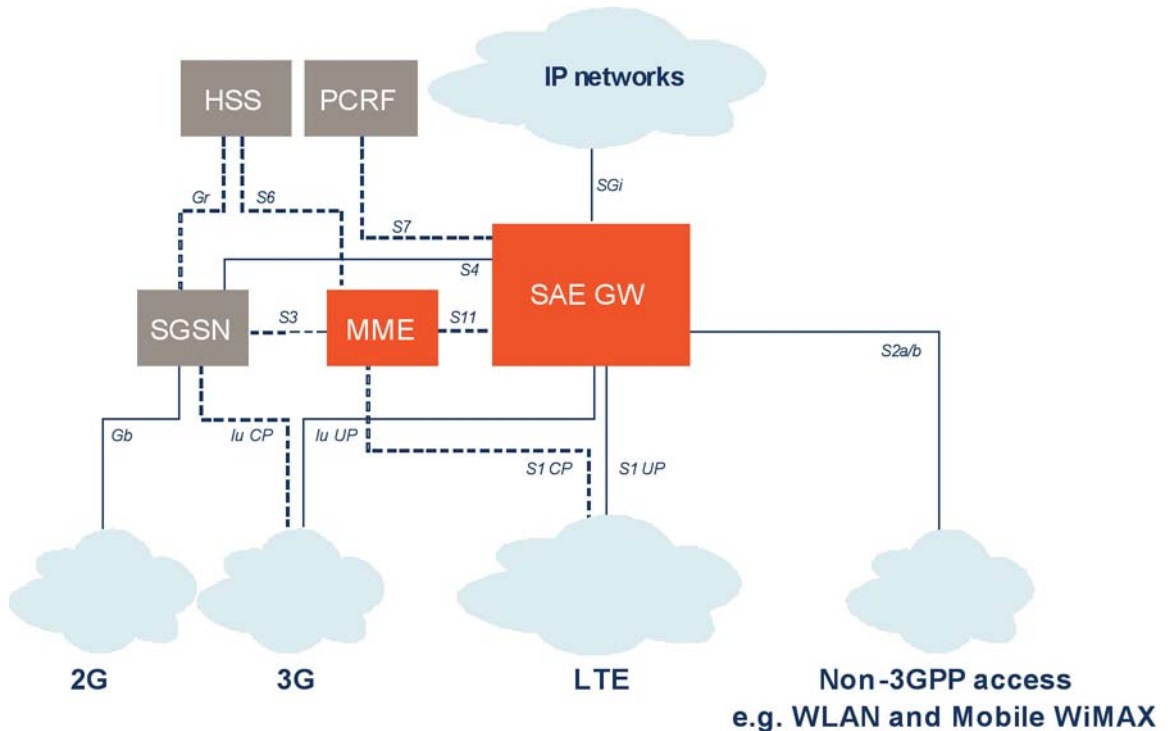 IP networks
HSS
PCRF
SGi
Gr
S6
S7
S4
SAE GW
SGSN
S3
MME
S11
S2a/b
Gb
Iu CP
Iu UP
S1 CP
S1 UP
2G
3G
LTE
Non-3GPP access
e.g. WLAN and Mobile WiMAX